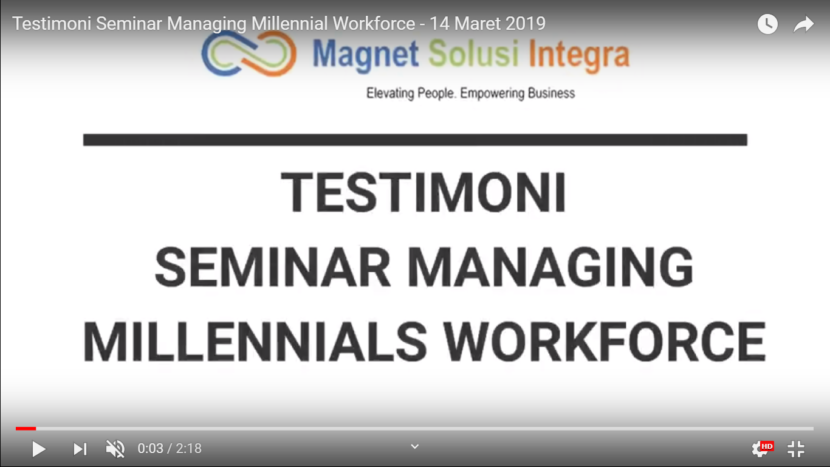 Testimoni Seminar Managing Millennial Workforce - 14 Maret 2019
Magnet Solusi Integra
Elevating People. Empowering Business
TESTIMONI
SEMINAR MANAGING
MILLENNIALS WORKFORCE
0:03 / 2:18
HD